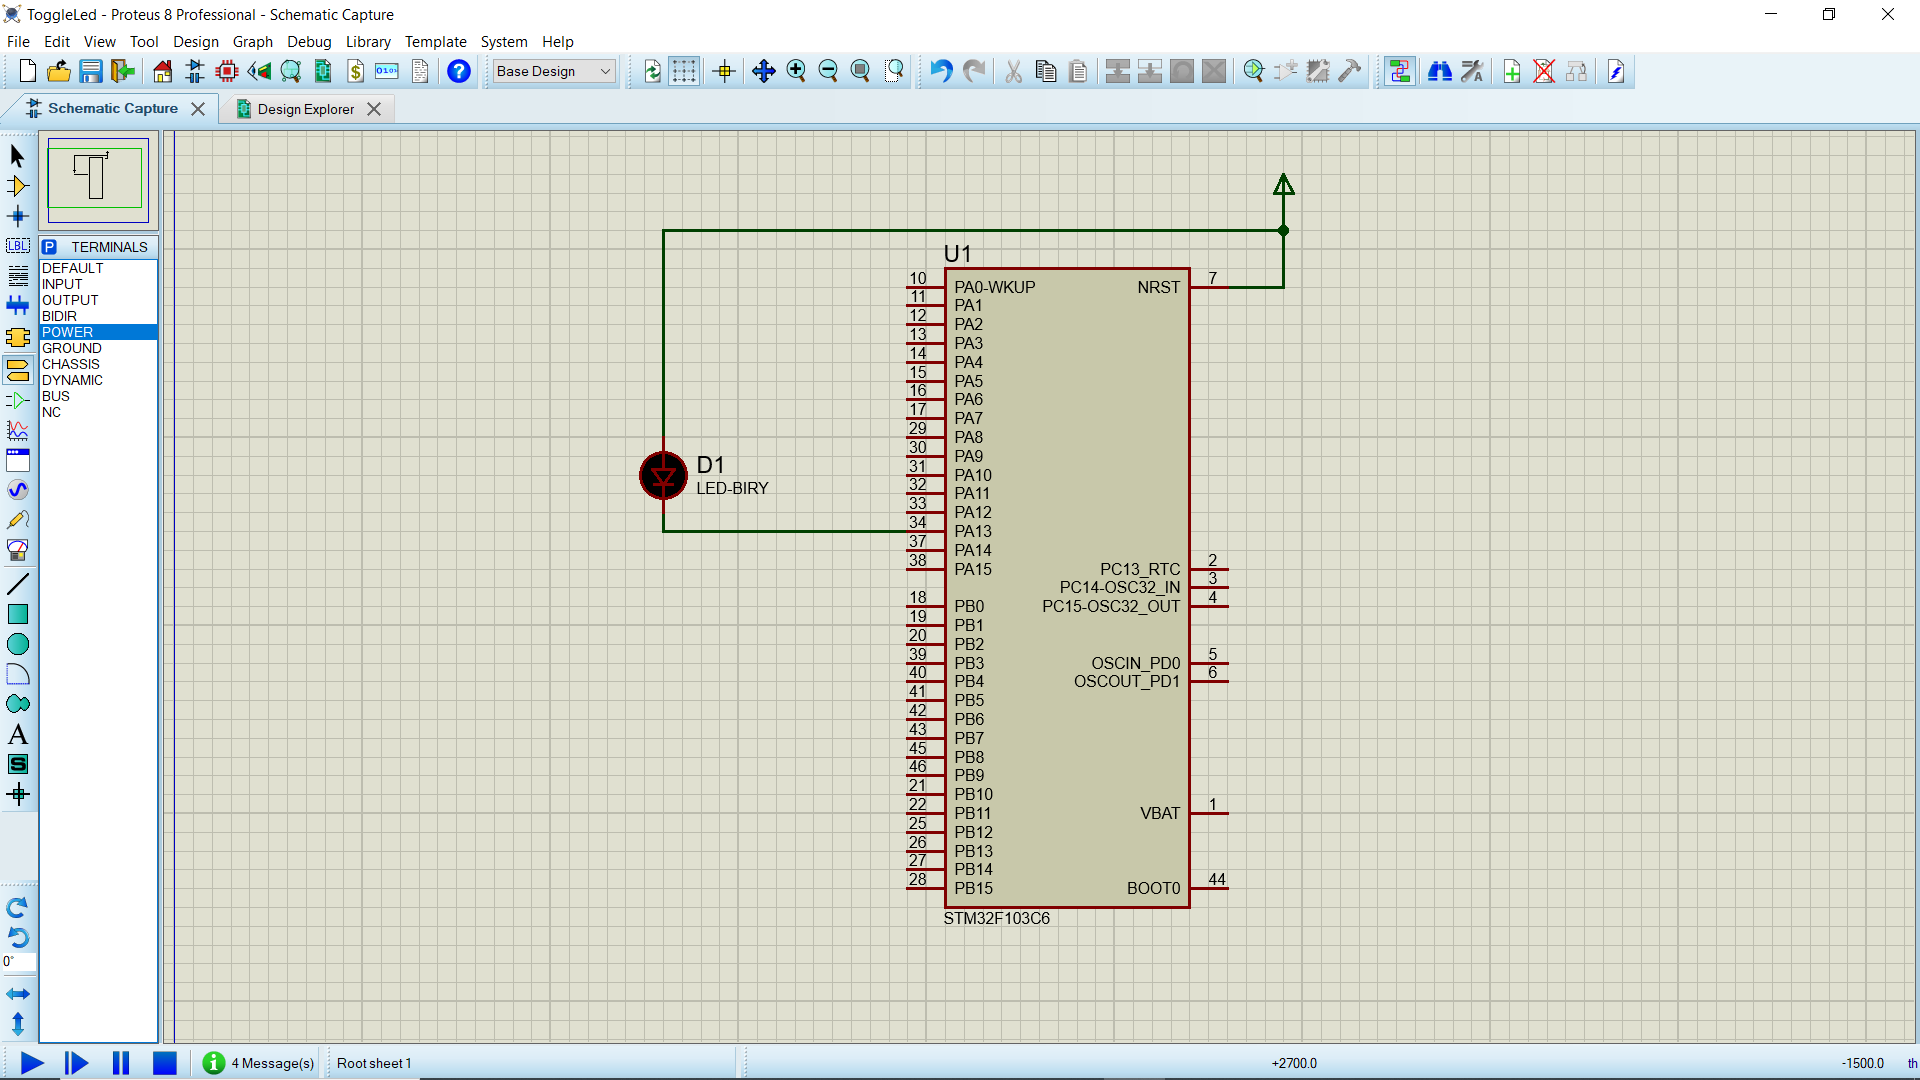 ToggleLed - Proteus 8 Professional - Schematic Capture
File Edit View Tool Design Graph Debug Library Template System Help
Base Design
Schematic Capture
Design Explorer
P TERMINALS
DEFAULT
INPUT
OUTPUT
BIDIR
POWER
GROUND
CHASSIS
DYNAMIC
BUS
NC
LBL
$
0101
?
A
S
0°
U1
10 PA0-WKUP
11 PA1
12 PA2
13 PA3
14 PA4
15 PA5
16 PA6
17 PA7
29 PA8
30 PA9
31 PA10
32 PA11
33 PA12
34 PA13
37 PA14
38 PA15
18 PB0
19 PB1
20 PB2
39 PB3
40 PB4
41 PB5
42 PB6
43 PB7
45 PB8
46 PB9
21 PB10
22 PB11
25 PB12
26 PB13
27 PB14
28 PB15
NRST 7
PC13_RTC 2
PC14-OSC32_IN 3
PC15-OSC32_OUT 4
OSCIN_PD0 5
OSCOUT_PD1 6
VBAT 1
BOOT0 44
STM32F103C6
D1
LED-BIRY
4 Message(s)
Root sheet 1
+2700.0
-1500.0
th